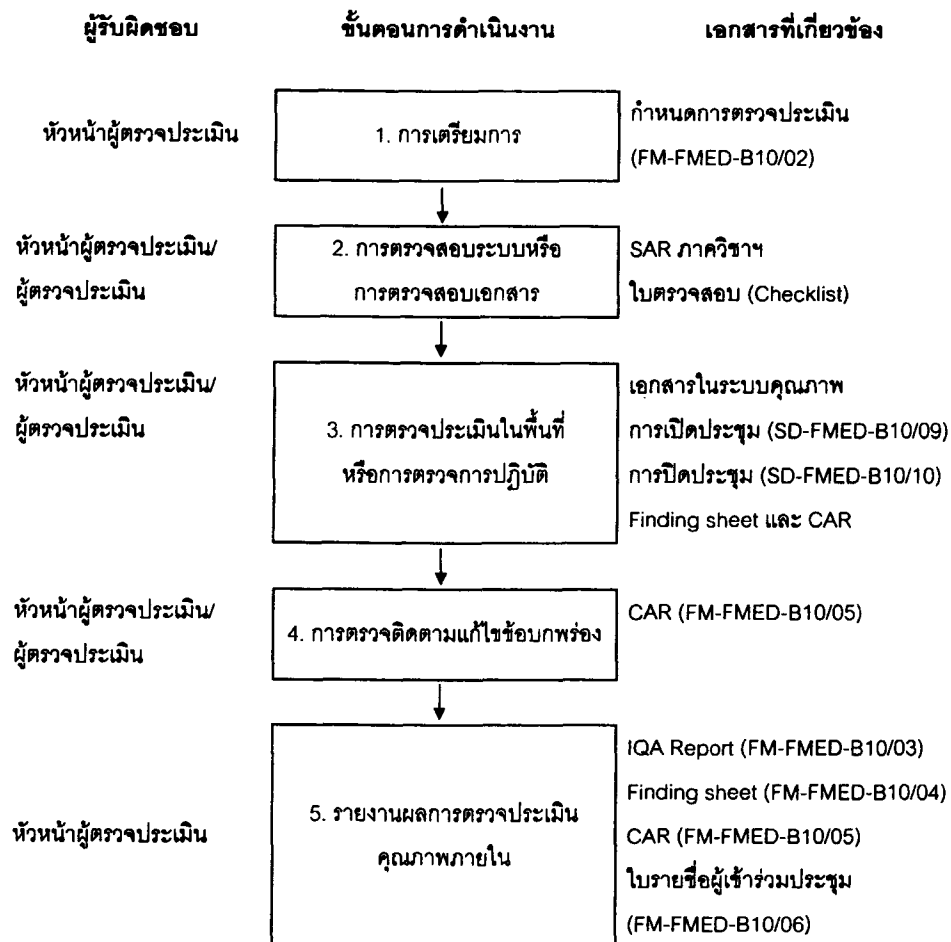 ผู้รับผิดชอบ ขั้นตอนการดำเนินงาน เอกสารที่เกี่ยวข้อง
หัวหน้าผู้ตรวจประเมิน
1. การเตรียมการ
กำหนดการตรวจประเมิน
(FM-FMED-B10/02)
หัวหน้าผู้ตรวจประเมิน/
ผู้ตรวจประเมิน
2. การตรวจสอบระบบหรือ
การตรวจสอบเอกสาร
SAR ภาควิชาฯ
ใบตรวจสอบ (Checklist)
หัวหน้าผู้ตรวจประเมิน/
ผู้ตรวจประเมิน
3. การตรวจประเมินในพื้นที่
หรือการตรวจการปฏิบัติ
เอกสารในระบบคุณภาพ
การเปิดประชุม (SD-FMED-B10/09)
การปิดประชุม (SD-FMED-B10/10)
Finding sheet และ CAR
หัวหน้าผู้ตรวจประเมิน/
ผู้ตรวจประเมิน
4. การตรวจติดตามแก้ไขข้อบกพร่อง
CAR (FM-FMED-B10/05)
หัวหน้าผู้ตรวจประเมิน
5. รายงานผลการตรวจประเมิน
คุณภาพภายใน
IQA Report (FM-FMED-B10/03)
Finding sheet (FM-FMED-B10/04)
CAR (FM-FMED-B10/05)
ใบรายชื่อผู้เข้าร่วมประชุม
(FM-FMED-B10/06)